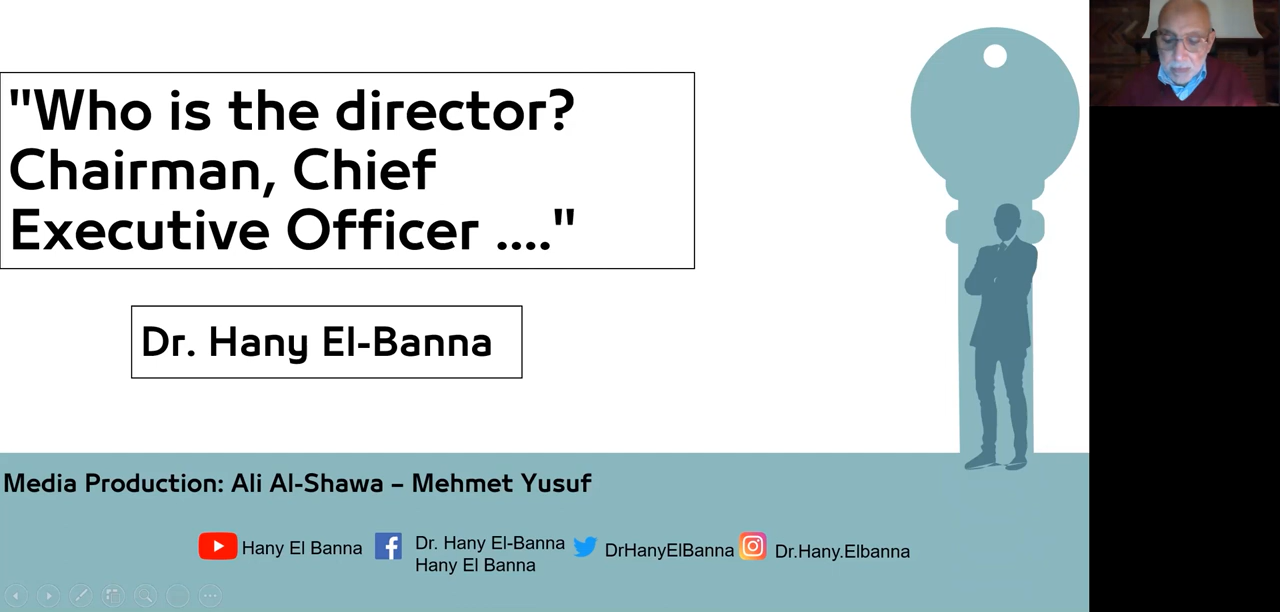 "Who is the director?
Chairman, Chief
Executive Officer ...."
Dr. Hany El-Banna
Media Production: Ali Al-Shawa – Mehmet Yusuf
Hany El Banna
Dr. Hany El-Banna
Hany El Banna
DrHanyElBanna
Dr.Hany.Elbanna